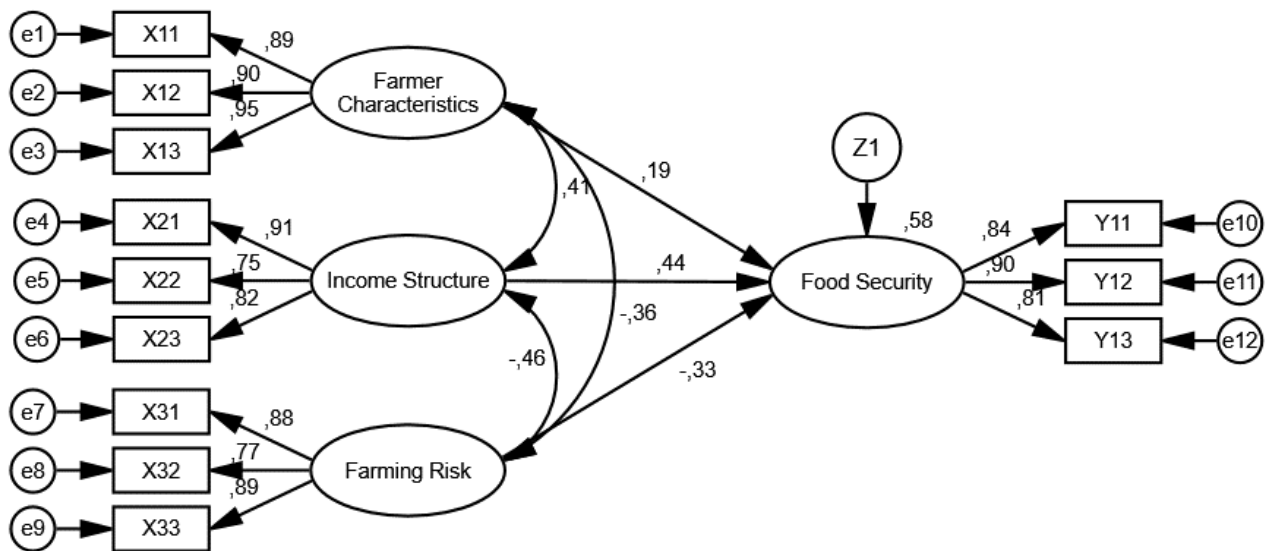 e1
X11
,89
e2
X12
,90
e3
X13
,95
Farmer
Characteristics
e4
X21
,91
e5
X22
,75
e6
X23
,82
Income Structure
e7
X31
,88
e8
X32
,77
e9
X33
,89
Farming Risk
,41
-,36
-,46
,19
,44
-,33
Z1
,58
Food Security
,84
Y11
e10
,90
Y12
e11
,81
Y13
e12